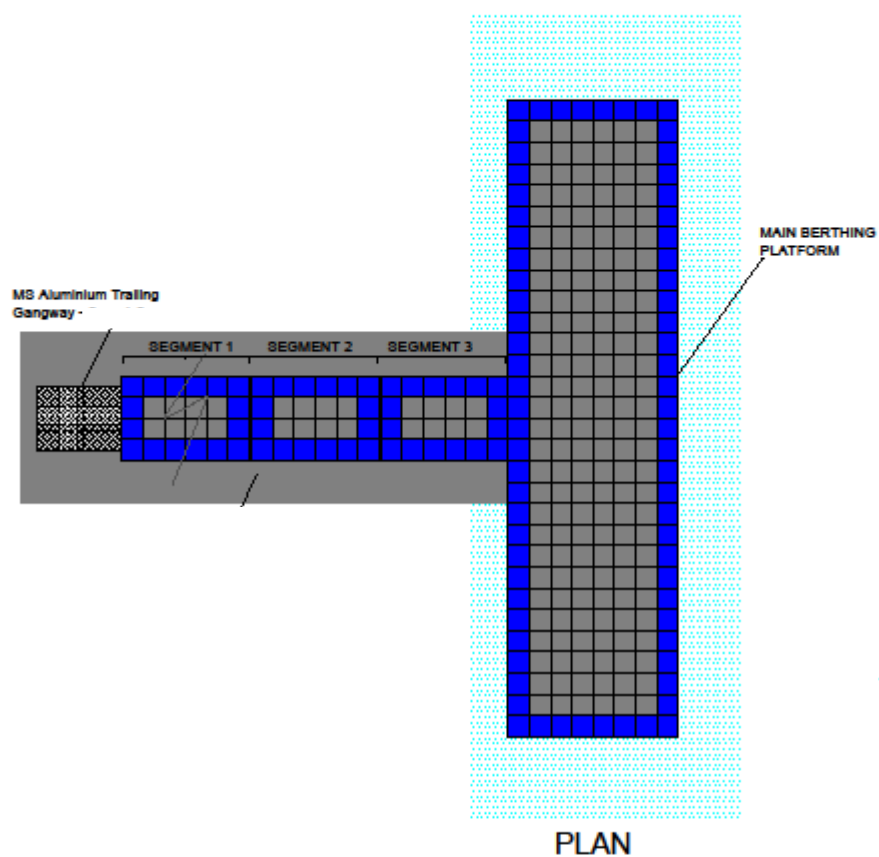 MAIN BERTHING
PLATFORM
MS Aluminium Trailing
Gangway -
SEGMENT 1
SEGMENT 2
SEGMENT 3
PLAN